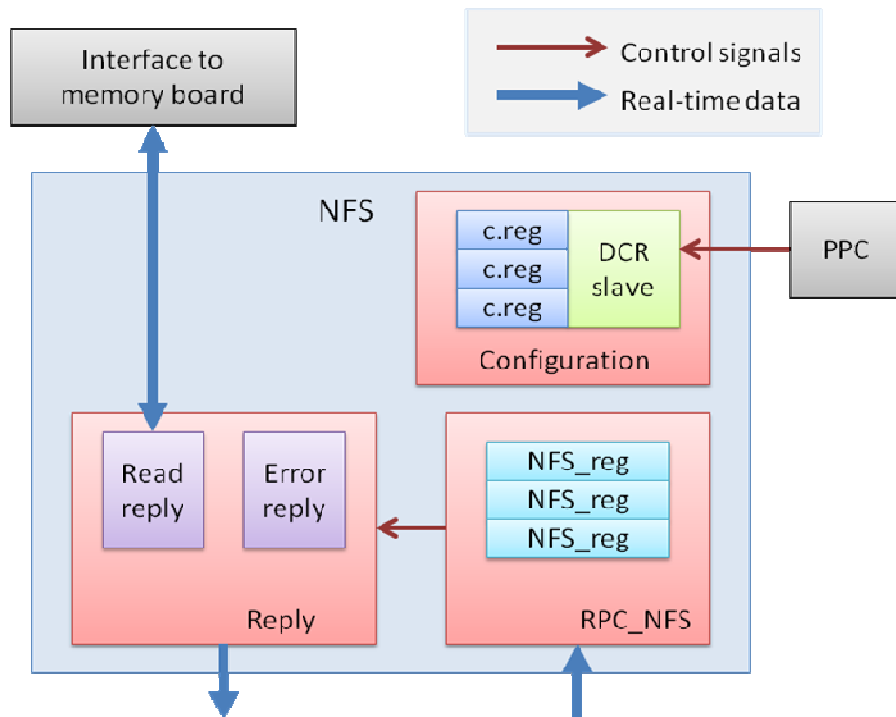 Interface to
memory board
Control signals
Real-time data
NFS
c.reg
c.reg
c.reg
DCR
slave
Configuration
PPC
Read
reply
Error
reply
Reply
NFS_reg
NFS_reg
NFS_reg
RPC_NFS